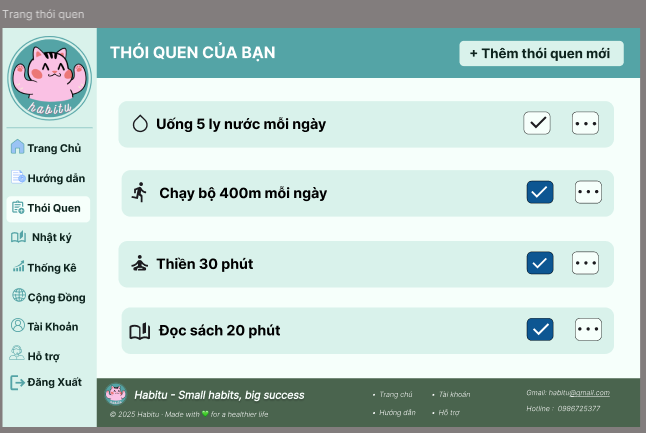 Trang thói quen
habitu
THÓI QUEN CỦA BẠN
+ Thêm thói quen mới
Trang Chủ
Hướng dẫn
Thói Quen
Nhật ký
Thống Kê
Cộng Đồng
Tài Khoản
Hỗ trợ
Đăng Xuất
Uống 5 ly nước mỗi ngày
Chạy bộ 400m mỗi ngày
Thiền 30 phút
Đọc sách 20 phút
Habitu - Small habits, big success
© 2025 Habitu · Made with 💚 for a healthier life
• Trang chủ
• Tài khoản
• Hướng dẫn
• Hỗ trợ
Gmail: habitu@gmail.com
Hotline : 0986725377